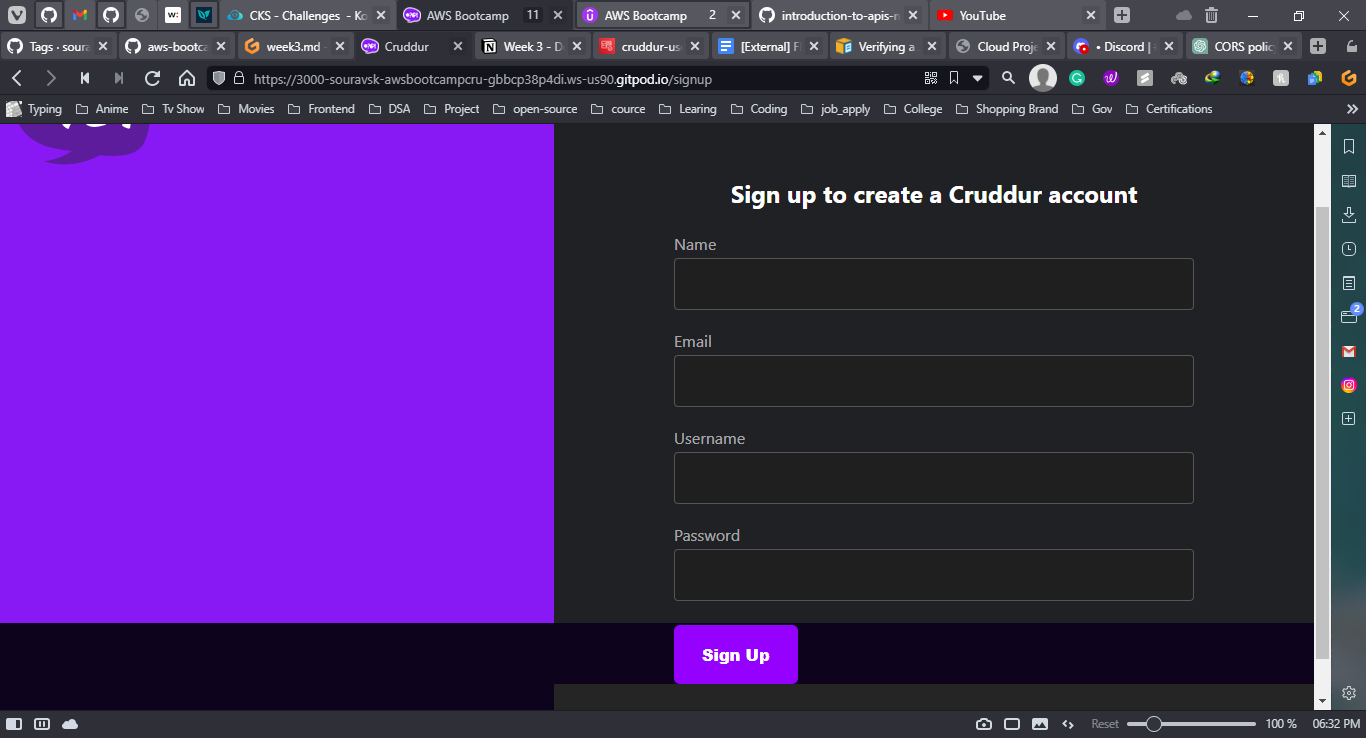 CKS - Challenges - Ko
AWS Bootcamp 11
AWS Bootcamp 2
introduction-to-apis-r
YouTube
Tags · soura
aws-bootca
week3.md -
Cruddur
Week 3 - D
cruddur-use
[External] F
Verifying a
Cloud Proje
• Discord |
CORS polic
https://3000-souravsk-awsbootcampcru-gbbcp38p4di.ws-us90.gitpod.io/signup
Typing Anime Tv Show Movies Frontend DSA Project open-source cource Learing Coding job_apply College Shopping Brand Gov Certifications
Sign up to create a Cruddur account
Name
Email
Username
Password
Sign Up
2
Reset 100 % 06:32 PM